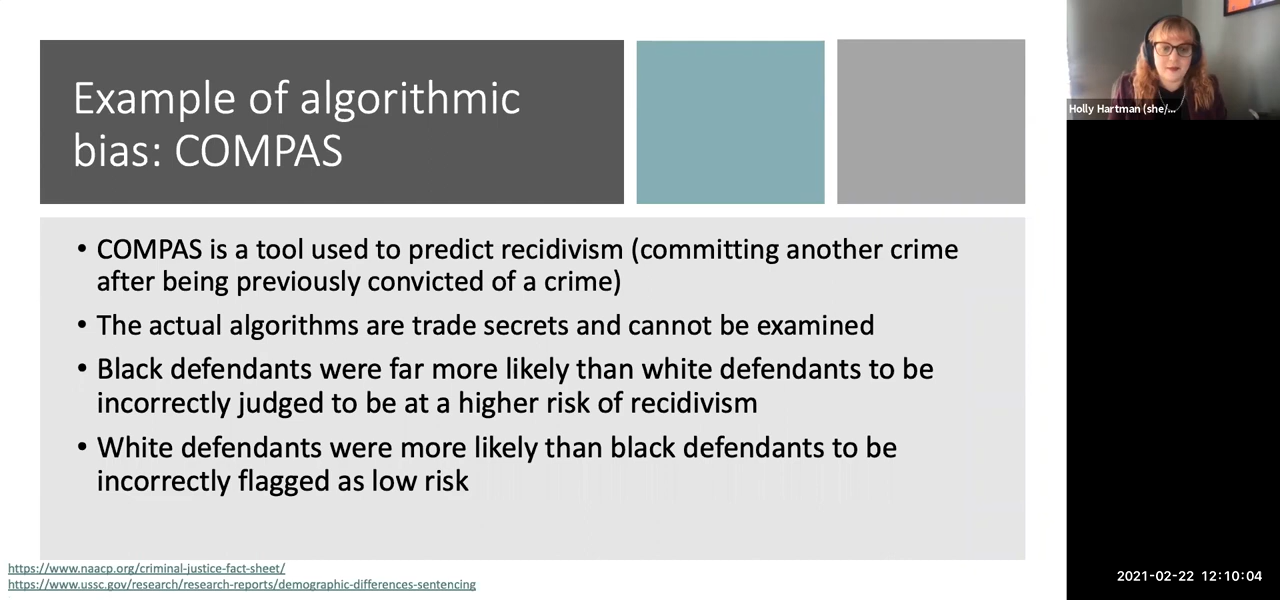 Example of algorithmic
bias: COMPAS
• COMPAS is a tool used to predict recidivism (committing another crime
after being previously convicted of a crime)
• The actual algorithms are trade secrets and cannot be examined
• Black defendants were far more likely than white defendants to be
incorrectly judged to be at a higher risk of recidivism
• White defendants were more likely than black defendants to be
incorrectly flagged as low risk
https://www.naacp.org/criminal-justice-fact-sheet/
https://www.ussc.gov/research/research-reports/demographic-differences-sentencing
Holly Hartman (she/...
2021-02-22 12:10:04